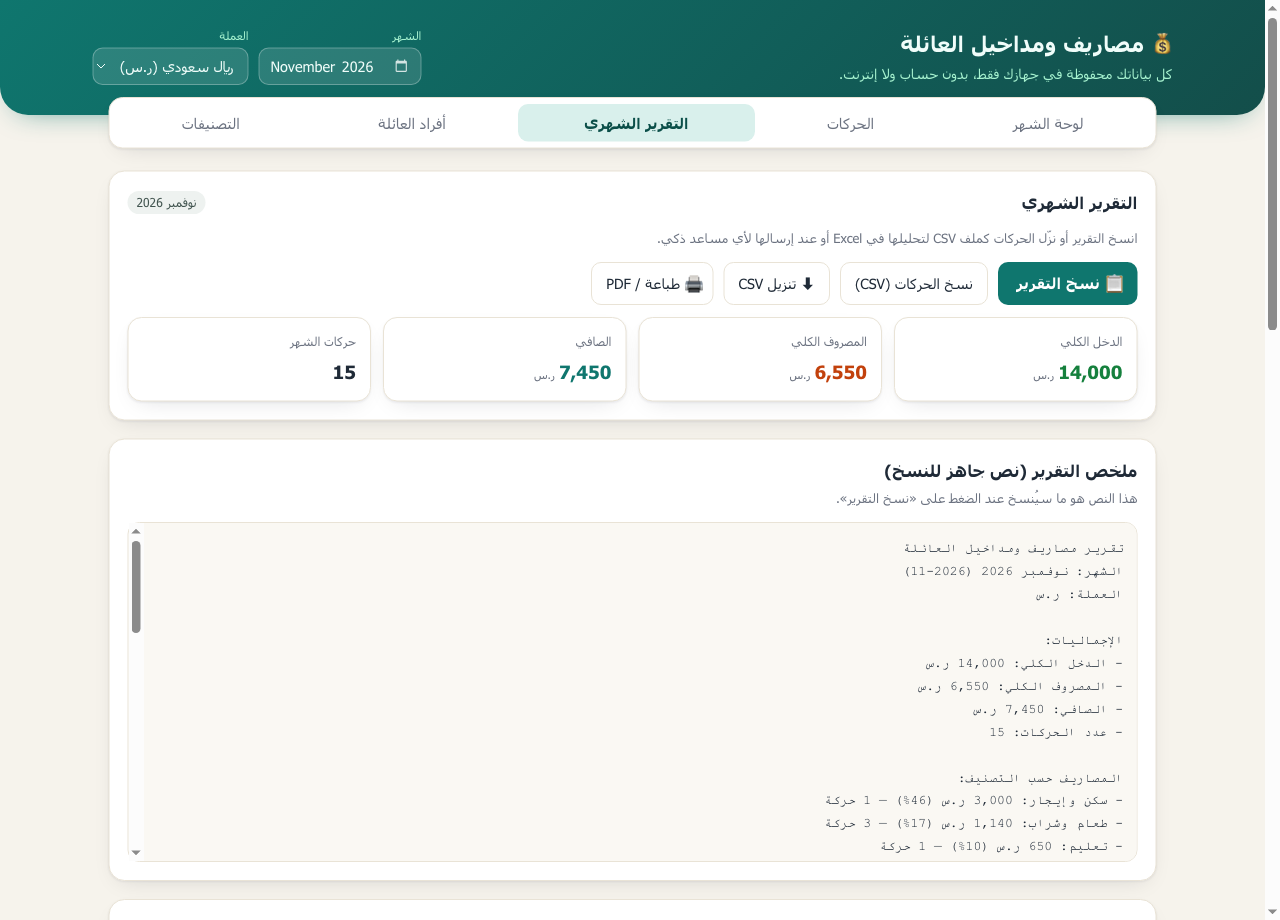 💰 مصاريف ومداخيل العائلة
كل بياناتك محفوظة في جهازك فقط، بدون حساب ولا إنترنت.
الشهر
November 2026
العملة
ريال سعودي (ر.س)
لوحة الشهر
الحركات
التقرير الشهري
أفراد العائلة
التصنيفات
التقرير الشهري
نوفمبر 2026
انسخ التقرير أو نزّل الحركات كملف CSV لتحليلها في Excel أو عند إرسالها لأي مساعد ذكي.
📋 نسخ التقرير
نسخ الحركات (CSV)
⬇ تنزيل CSV
🖨️ طباعة / PDF
الدخل الكلي
14,000 ر.س
المصروف الكلي
6,550 ر.س
الصافي
7,450 ر.س
حركات الشهر
15
ملخص التقرير (نص جاهز للنسخ)
هذا النص هو ما سيُنسخ عند الضغط على «نسخ التقرير».
تقرير مصاريف ومداخيل العائلة
الشهر: نوفمبر 2026 (2026-11)
العملة: ر.س
الإجماليات:
- الدخل الكلي: 14,000 ر.س
- المصروف الكلي: 6,550 ر.س
- الصافي: 7,450 ر.س
- عدد الحركات: 15
المصاريف حسب التصنيف:
- سكن وإيجار: 3,000 ر.س (46%) — 1 حركة
- طعام وشراب: 1,140 ر.س (17%) — 3 حركة
- تعليم: 650 ر.س (10%) — 1 حركة